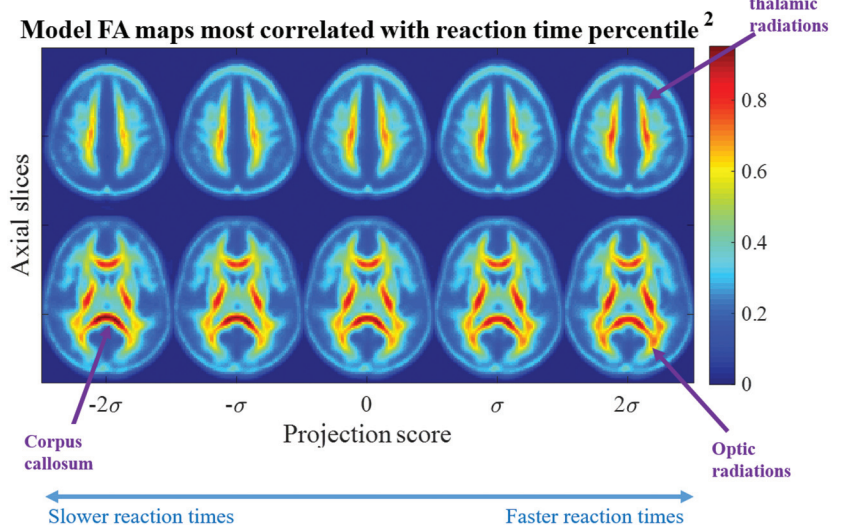 thalamic
radiations
Model FA maps most correlated with reaction time percentile 2
Axial slices
0.8
0.6
0.4
0.2
0
-2σ -σ 0 σ 2σ
Projection score
Corpus
callosum
Optic
radiations
Slower reaction times Faster reaction times